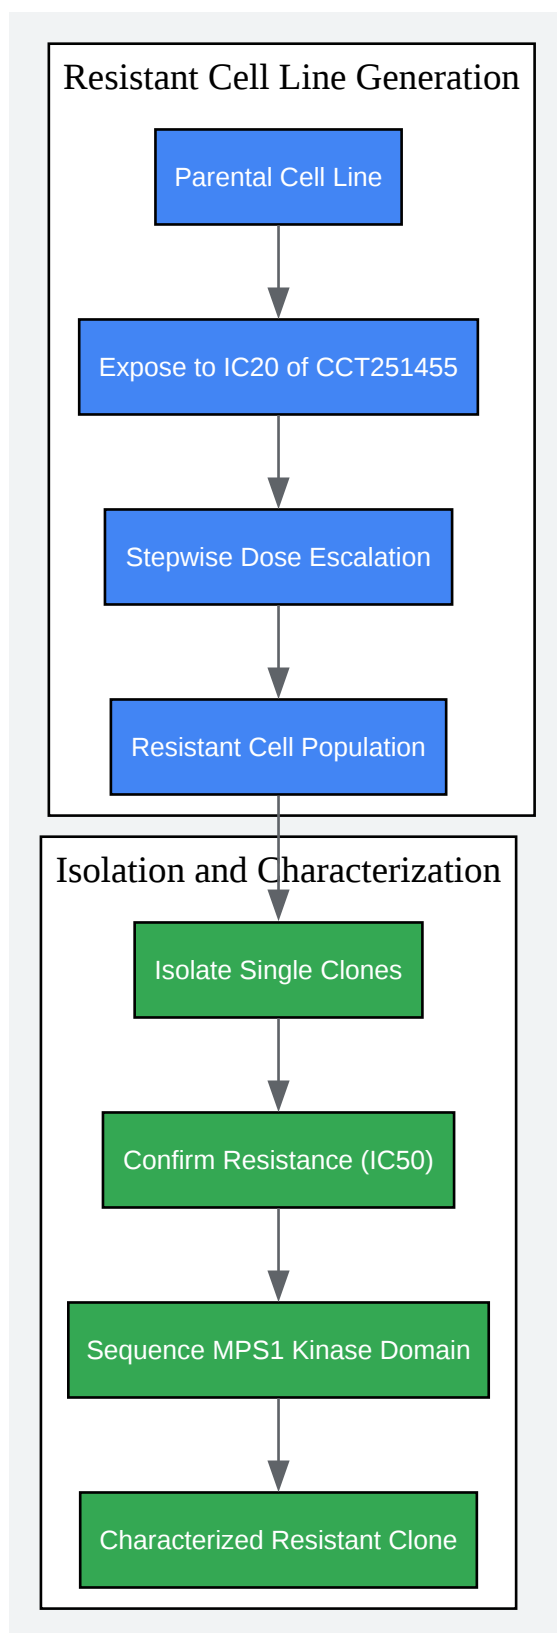 Resistant Cell Line Generation
Parental Cell Line
Expose to IC20 of CCT251455
Stepwise Dose Escalation
Resistant Cell Population
Isolation and Characterization
Isolate Single Clones
Confirm Resistance (IC50)
Sequence MPS1 Kinase Domain
Characterized Resistant Clone